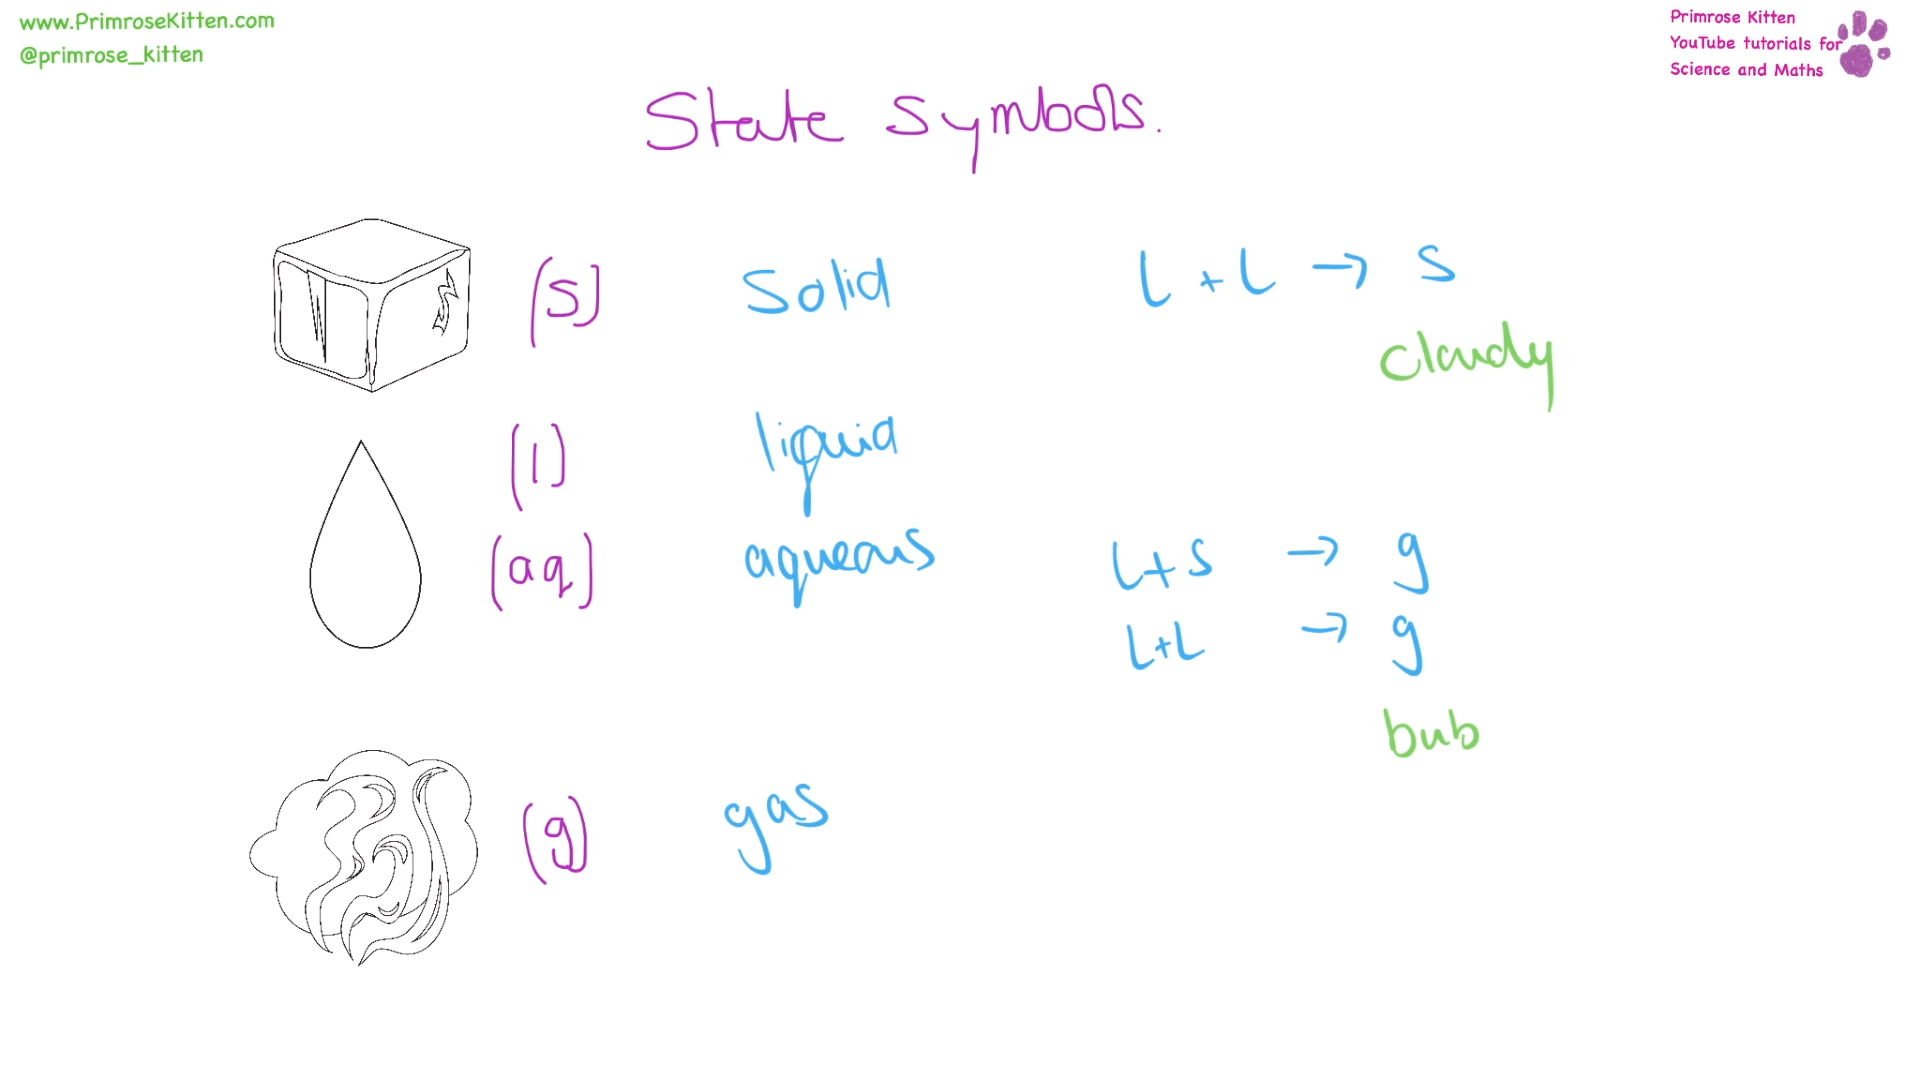 www.PrimroseKitten.com
@primrose_kitten
Primrose Kitten
YouTube tutorials for
Science and Maths
State Symbols.
(s) Solid L + L → s
cloudy
(l) liquid
(aq) aqueous L+s → g
L+L → g
bub
(g) gas